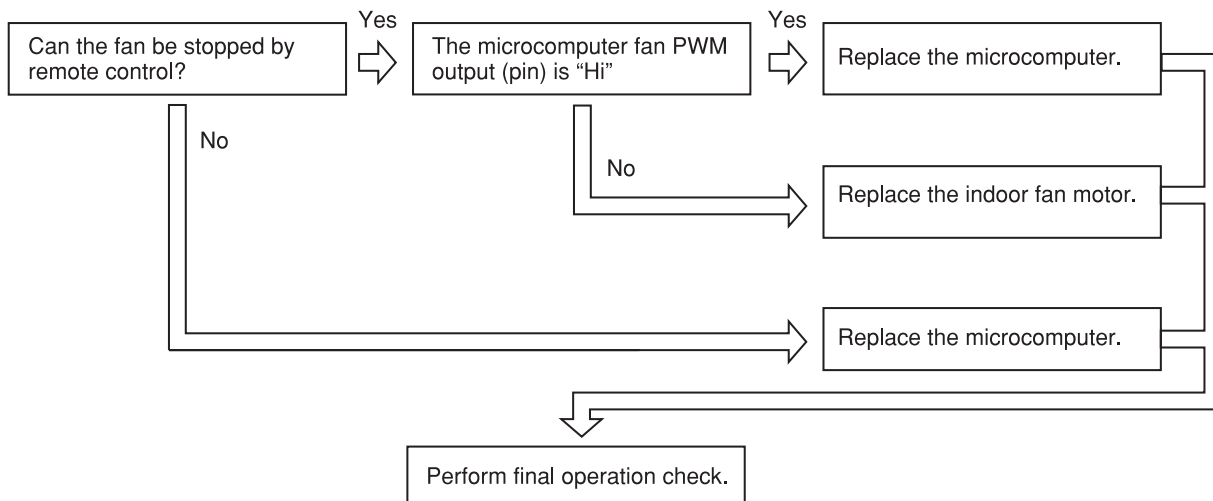 Can the fan be stopped by
remote control?
Yes
The microcomputer fan PWM
output (pin) is “Hi”
Yes
Replace the microcomputer.
No
No
Replace the indoor fan motor.
Replace the microcomputer.
Perform final operation check.